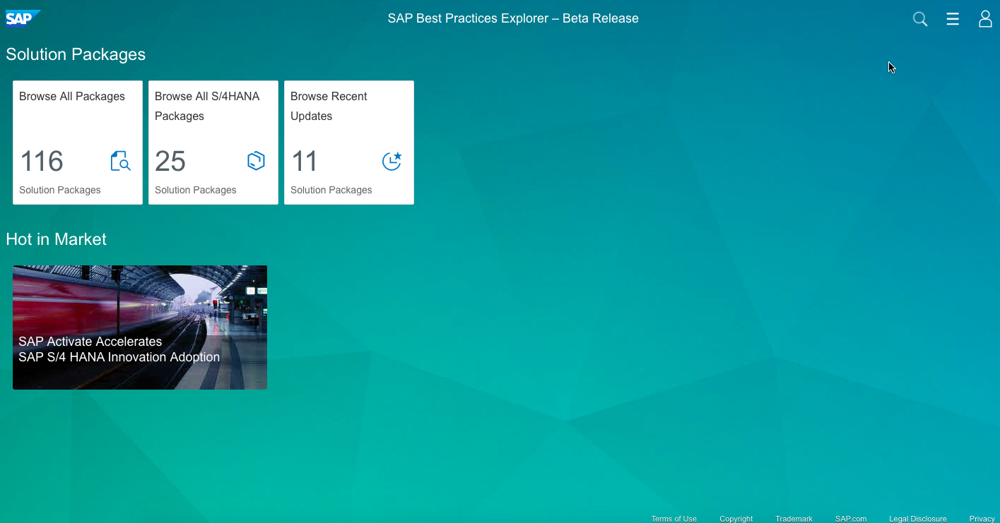 SAP
SAP Best Practices Explorer – Beta Release
Solution Packages
Browse All Packages
116
Solution Packages
Browse All S/4HANA
Packages
25
Solution Packages
Browse Recent
Updates
11
Solution Packages
Hot in Market
SAP Activate Accelerates
SAP S/4 HANA Innovation Adoption
Terms of Use Copyright Trademark SAP.com Legal Disclosure Privacy